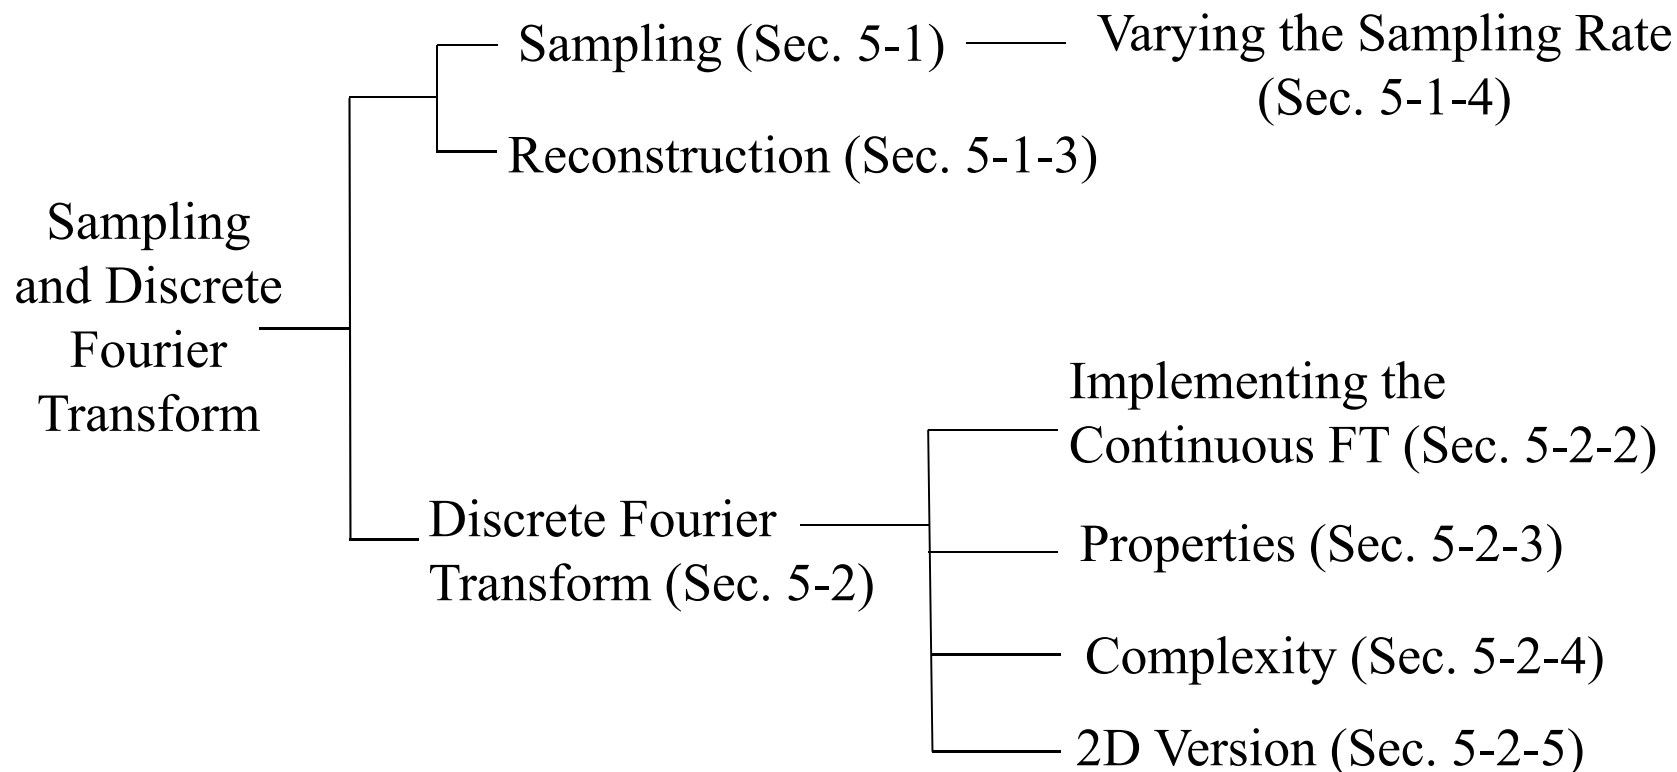 Sampling
and Discrete
Fourier
Transform
Sampling (Sec. 5-1)
Varying the Sampling Rate
(Sec. 5-1-4)
Reconstruction (Sec. 5-1-3)
Discrete Fourier
Transform (Sec. 5-2)
Implementing the
Continuous FT (Sec. 5-2-2)
Properties (Sec. 5-2-3)
Complexity (Sec. 5-2-4)
2D Version (Sec. 5-2-5)